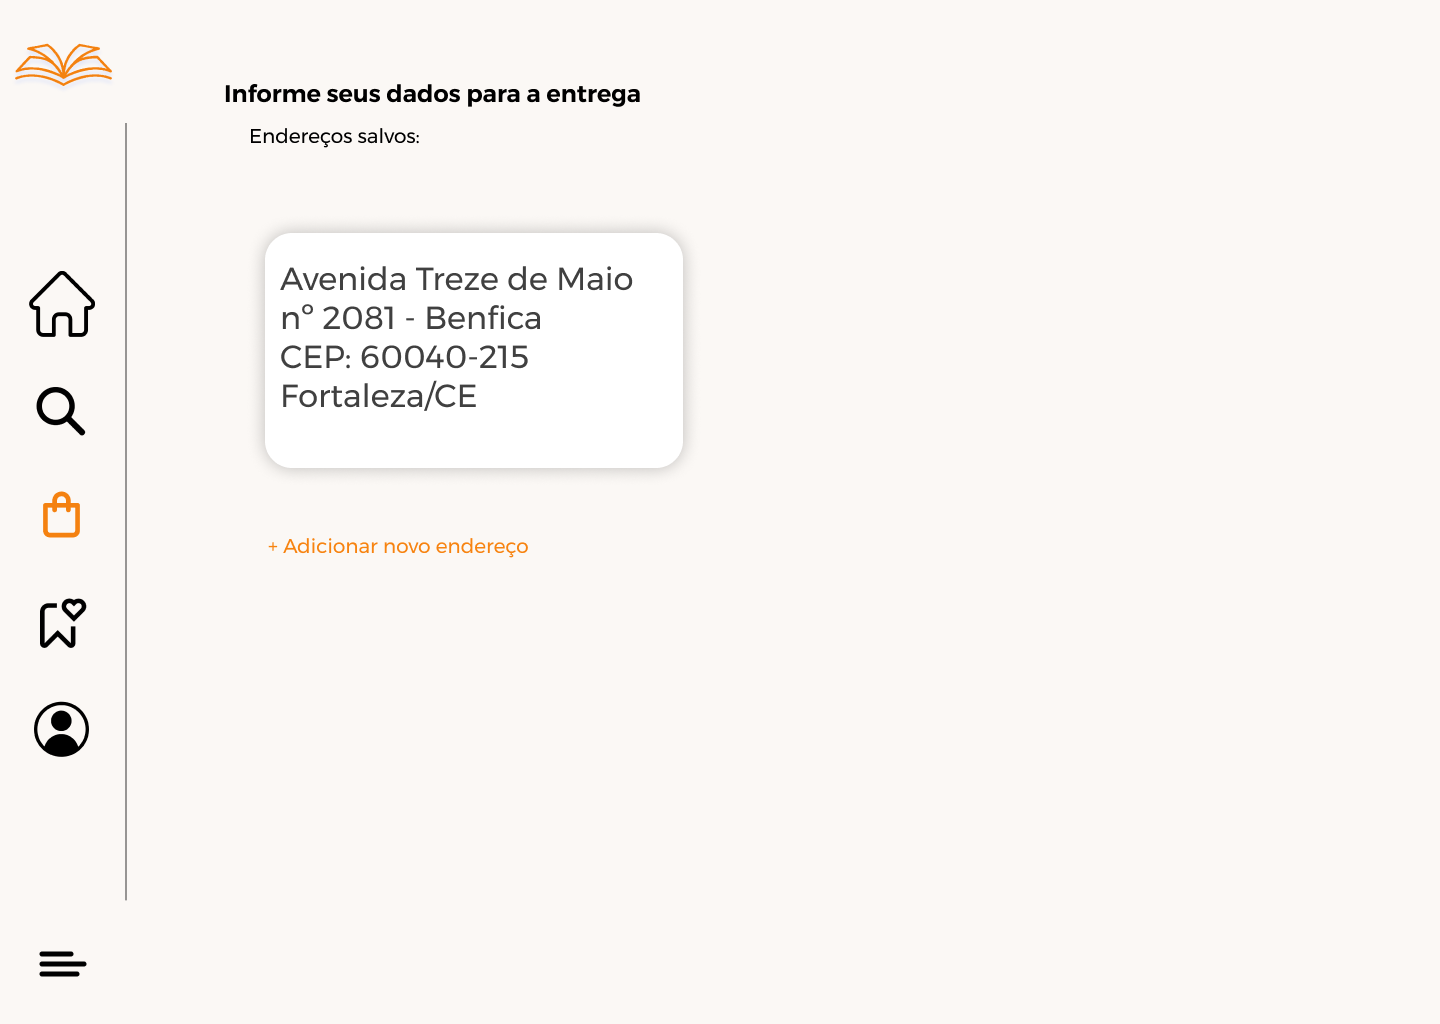 Informe seus dados para a entrega
Endereços salvos:
Avenida Treze de Maio
nº 2081 - Benfica
CEP: 60040-215
Fortaleza/CE
+ Adicionar novo endereço